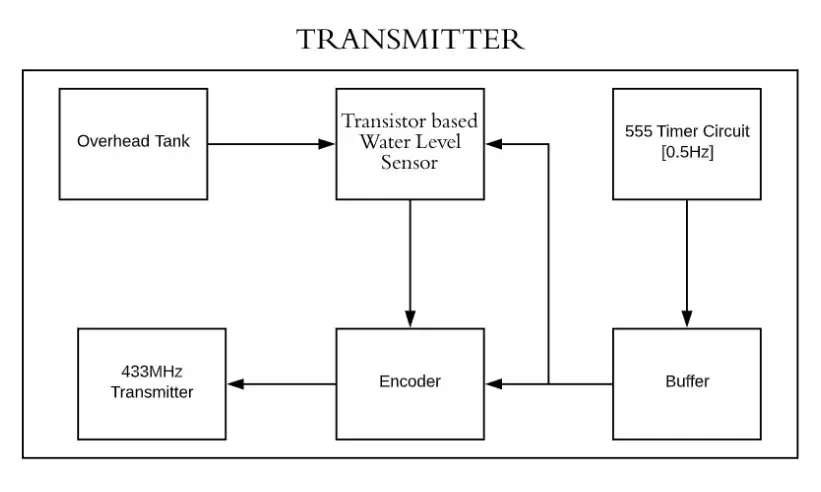 TRANSMITTER
Overhead Tank
Transistor based
Water Level
Sensor
555 Timer Circuit
[0.5Hz]
433MHz
Transmitter
Encoder
Buffer